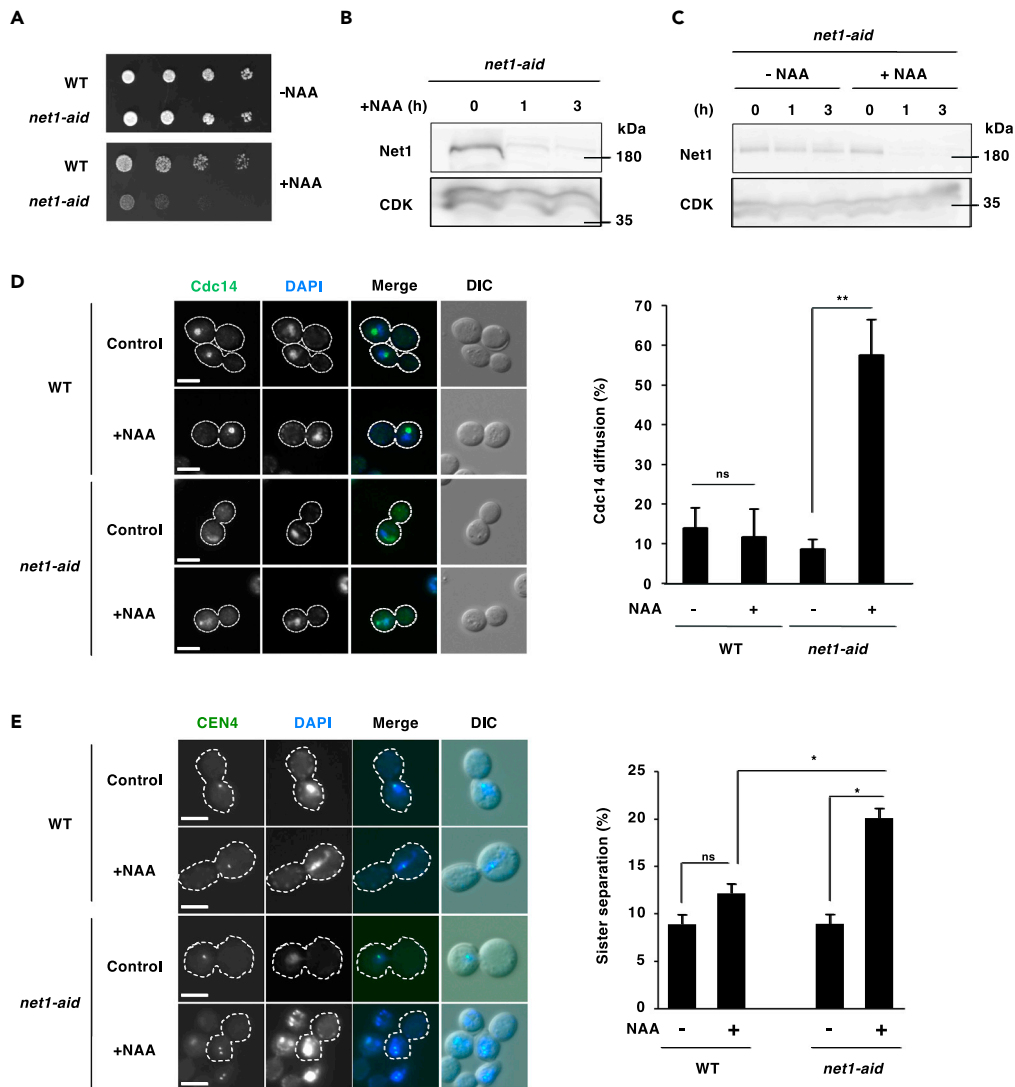 A
WT
net1-aid
-NAA
WT
net1-aid
+NAA
B
net1-aid
+NAA (h) 0 1 3
kDa
Net1
180
CDK
35
C
net1-aid
- NAA + NAA
(h) 0 1 3 0 1 3
kDa
Net1
180
CDK
35
D
Cdc14 DAPI Merge DIC
WT
Control
+NAA
net1-aid
Control
+NAA
Cdc14 diffusion (%)
70
60
50
40
30
20
10
0
ns
**
NAA - + - +
WT net1-aid
E
CEN4 DAPI Merge DIC
WT
Control
+NAA
net1-aid
Control
+NAA
Sister separation (%)
25
20
15
10
5
0
ns
*
*
NAA - + - +
WT net1-aid